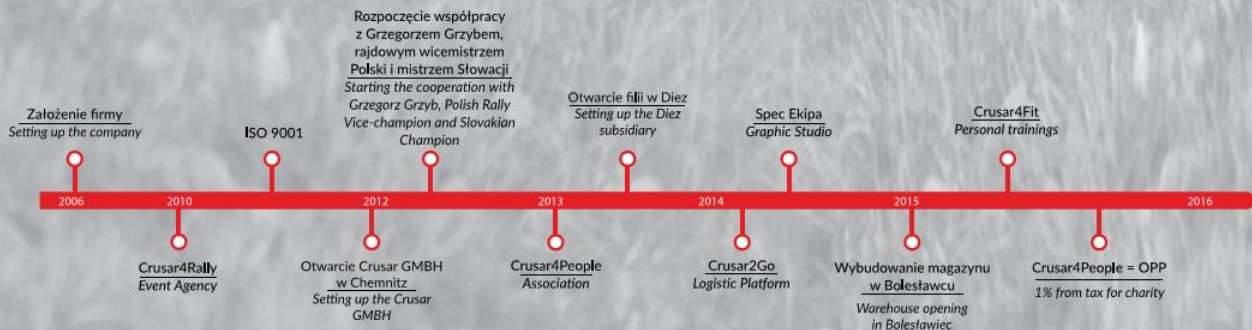 Założenie firmy
Setting up the company
ISO 9001
Rozpoczęcie współpracy
z Grzegorzem Grzybem,
rajdowym wicemistrzem
Polski i mistrzem Słowacji
Starting the cooperation with
Grzegorz Grzyb, Polish Rally
Vice-champion and Slovakian
Champion
Otwarcie filii w Diez
Setting up the Diez
subsidiary
Spec Ekipa
Graphic Studio
Crusar4Fit
Personal trainings
2006
2010
2012
2013
2014
2015
2016
Crusar4Rally
Event Agency
Otwarcie Crusar GMBH
w Chemnitz
Setting up the Crusar
GMBH
Crusar4People
Association
Crusar2Go
Logistic Platform
Wybudowanie magazynu
w Bolesławcu
Warehouse opening
in Bolesławiec
Crusar4People = OPP
1% from tax for charity